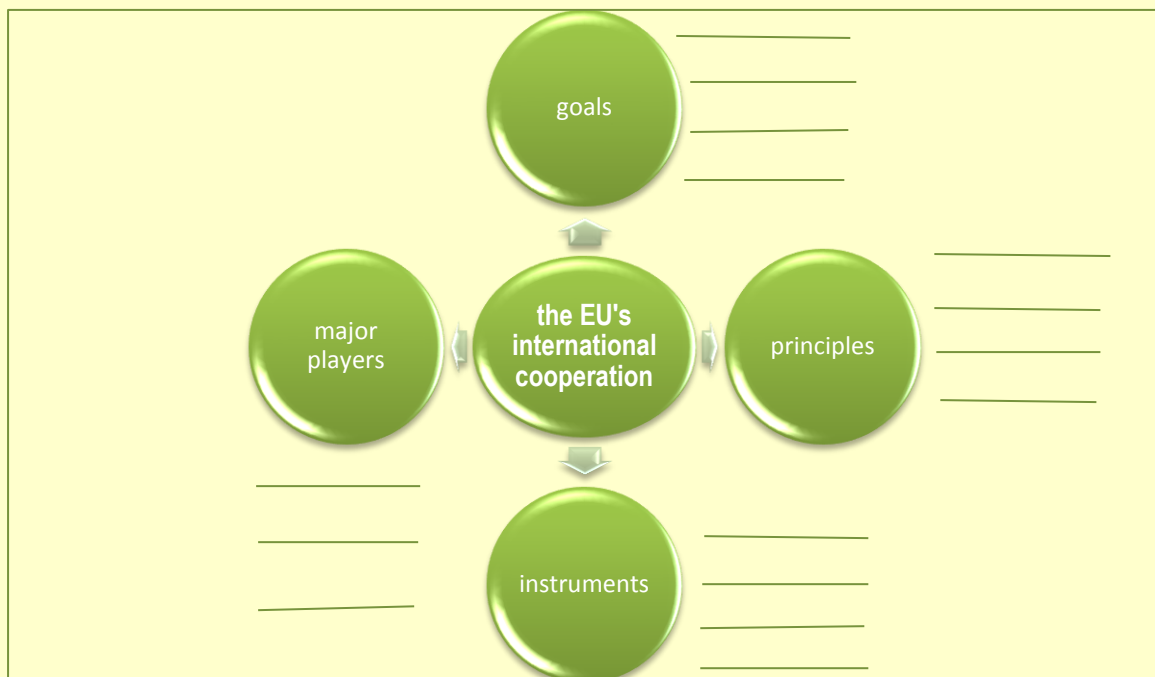 goals
major
players
the EU's
international
cooperation
principles
instruments